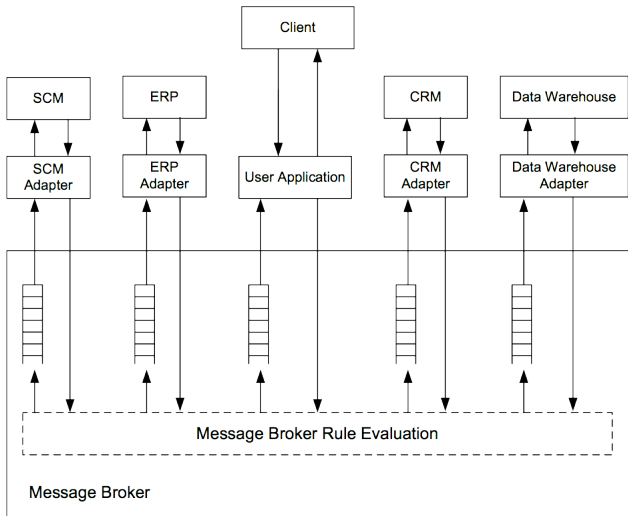 Client
SCM
ERP
CRM
Data Warehouse
SCM
Adapter
ERP
Adapter
User Application
CRM
Adapter
Data Warehouse
Adapter
Message Broker Rule Evaluation
Message Broker